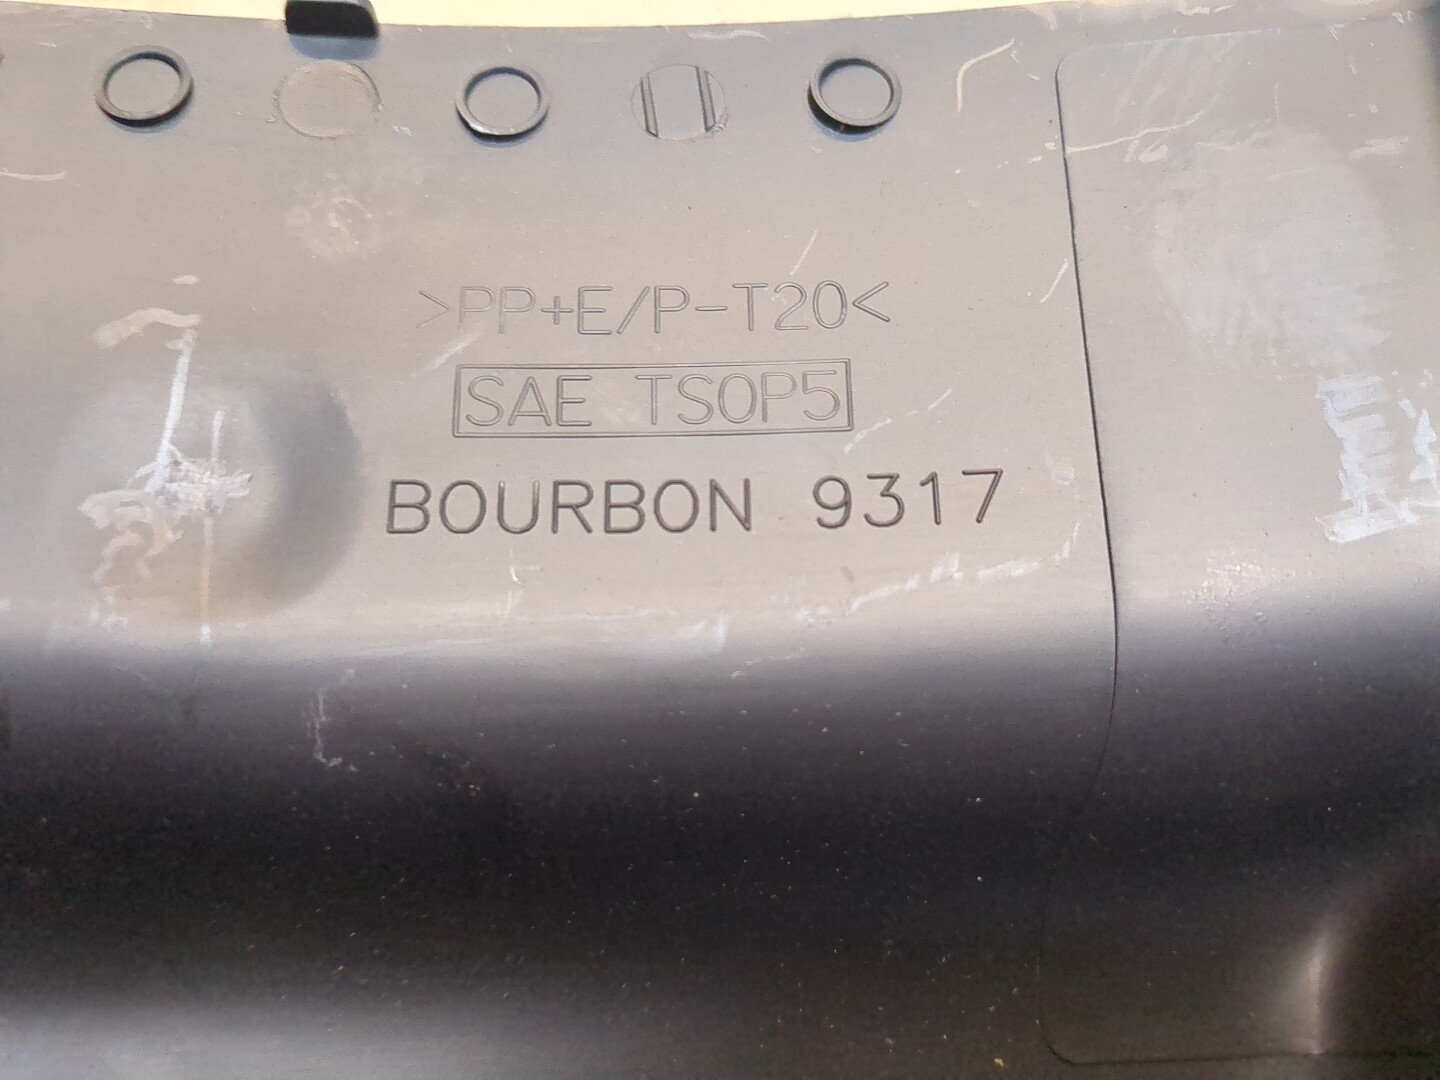 >PP+E/P-T20<
SAE TSOP5
BOURBON 9317